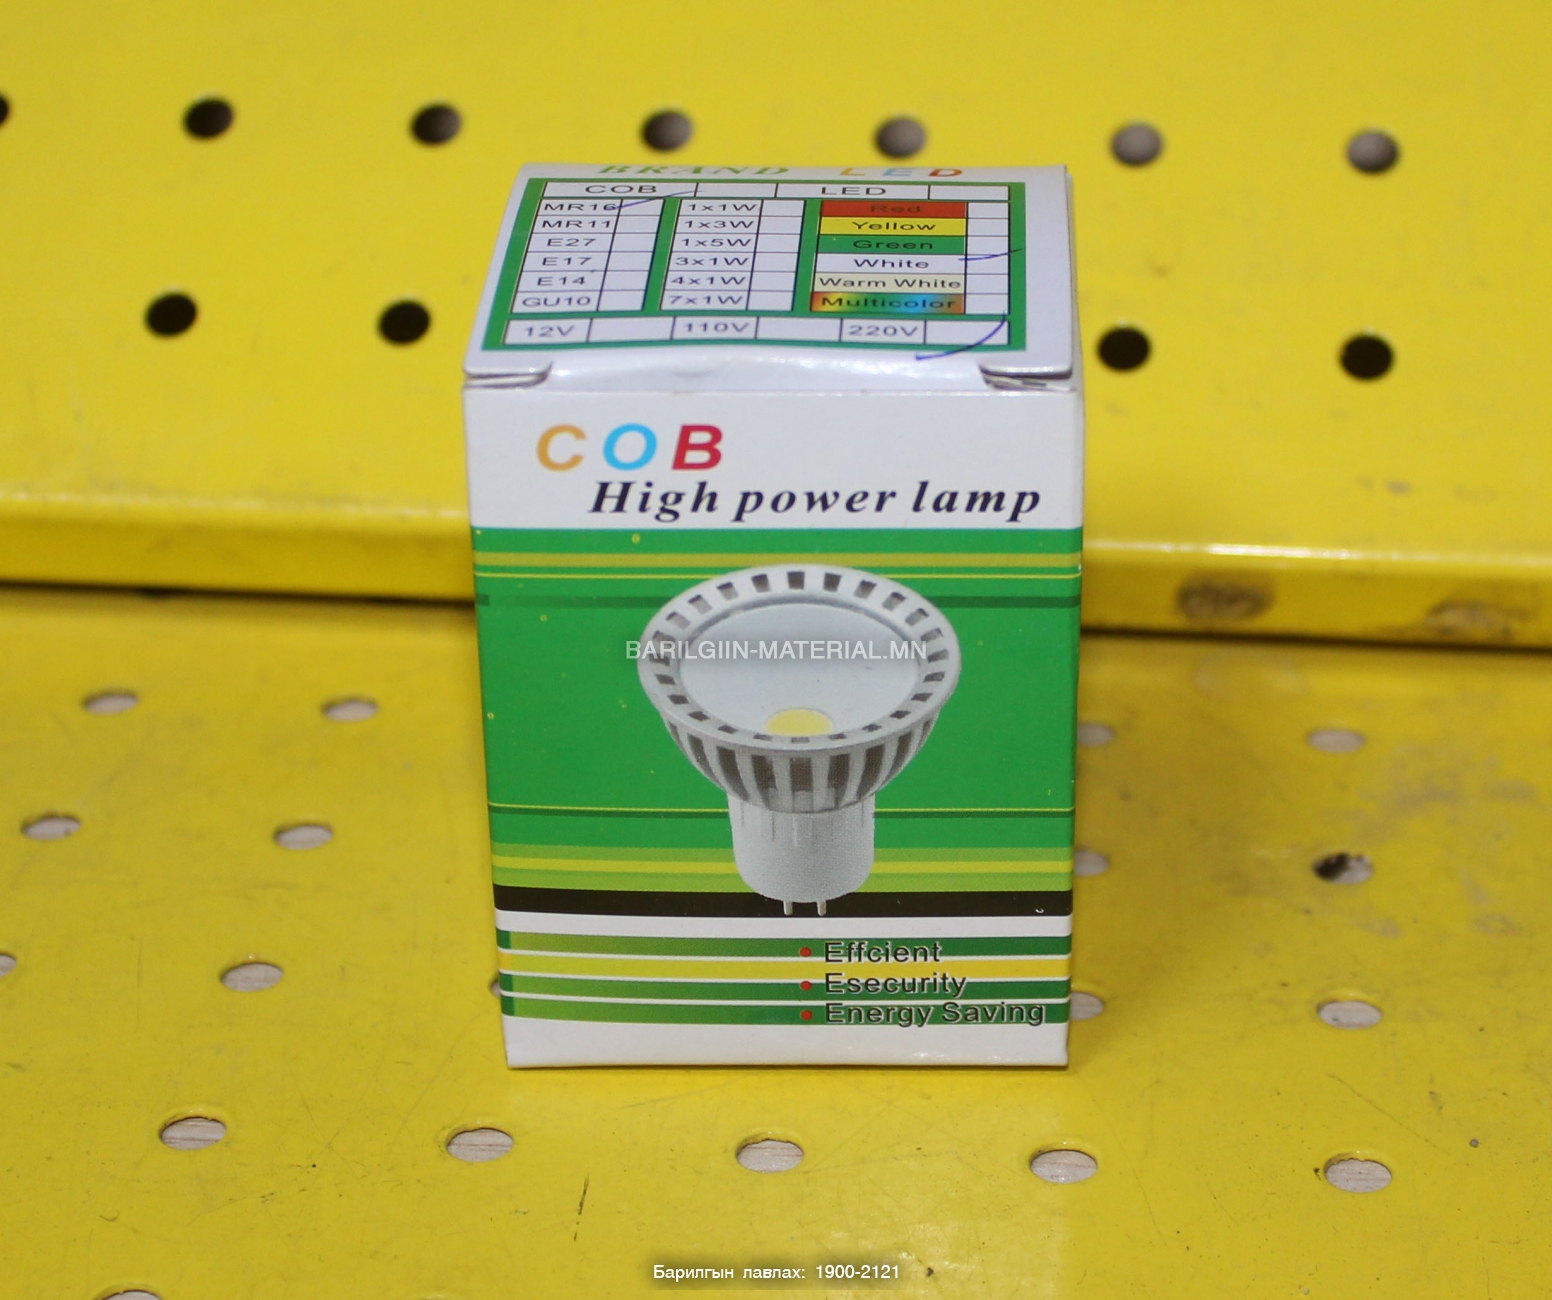 BRAND LED
COB LED
MR16 1x1W Red
MR11 1x3W Yellow
E27 1x5W Green
E17 3x1W White
E14 4x1W Warm White
GU10 7x1W Multicolor
12V 110V 220V
COB
High power lamp
BARILGIIN-MATERIAL.MN
Effcient
Esecurity
Energy Saving
Барилгын лавлах: 1900-2121